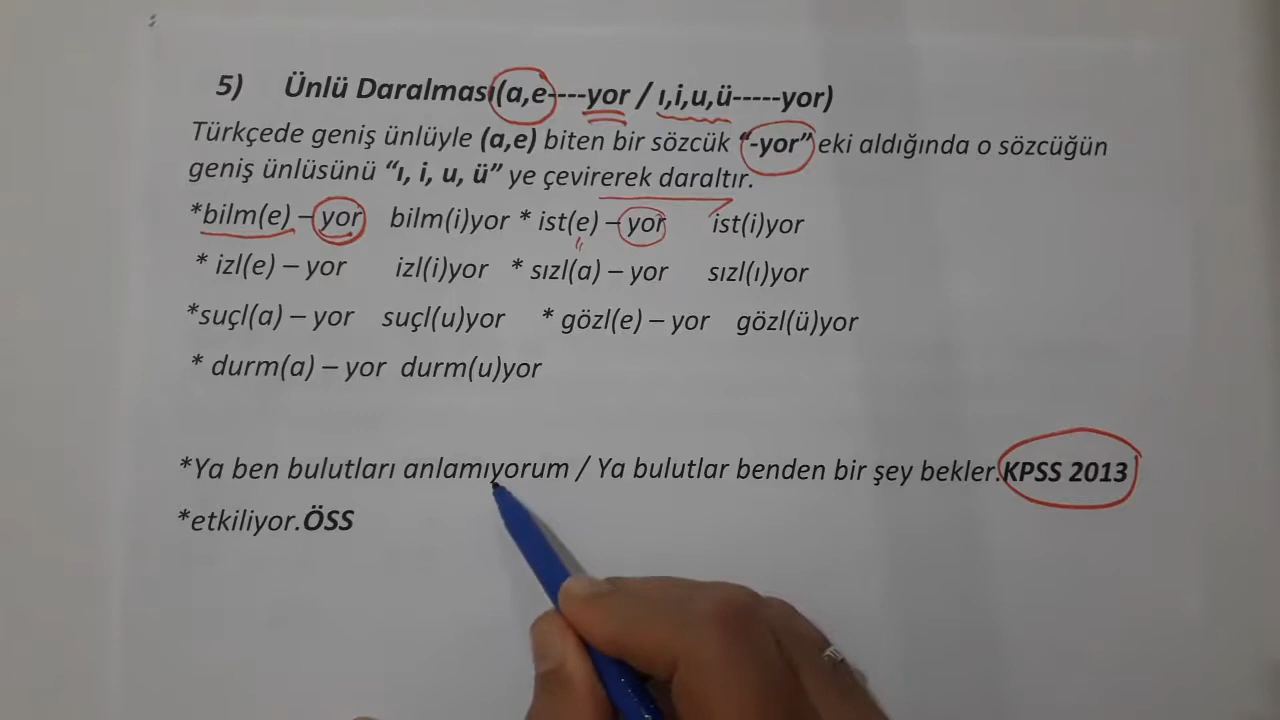 5) Ünlü Daralması(a,e----yor / ı,i,u,ü-----yor)
Türkçede geniş ünlüyle (a,e) biten bir sözcük “-yor” eki aldığında o sözcüğün
geniş ünlüsünü “ı, i, u, ü” ye çevirerek daraltır.
*bilm(e) – yor bilm(i)yor * ist(e) – yor ist(i)yor
* izl(e) – yor izl(i)yor * sızl(a) – yor sızl(ı)yor
*suçl(a) – yor suçl(u)yor * gözl(e) – yor gözl(ü)yor
* durm(a) – yor durm(u)yor
*Ya ben bulutları anlamıyorum / Ya bulutlar benden bir şey bekler.KPSS 2013
*etkiliyor.ÖSS